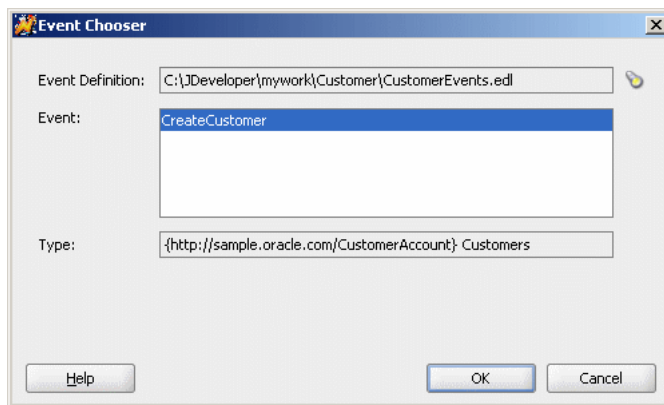 Event Chooser
Event Definition: C:\JDeveloper\mywork\Customer\CustomerEvents.edl
Event: CreateCustomer
Type: {http://sample.oracle.com/CustomerAccount} Customers
Help OK Cancel